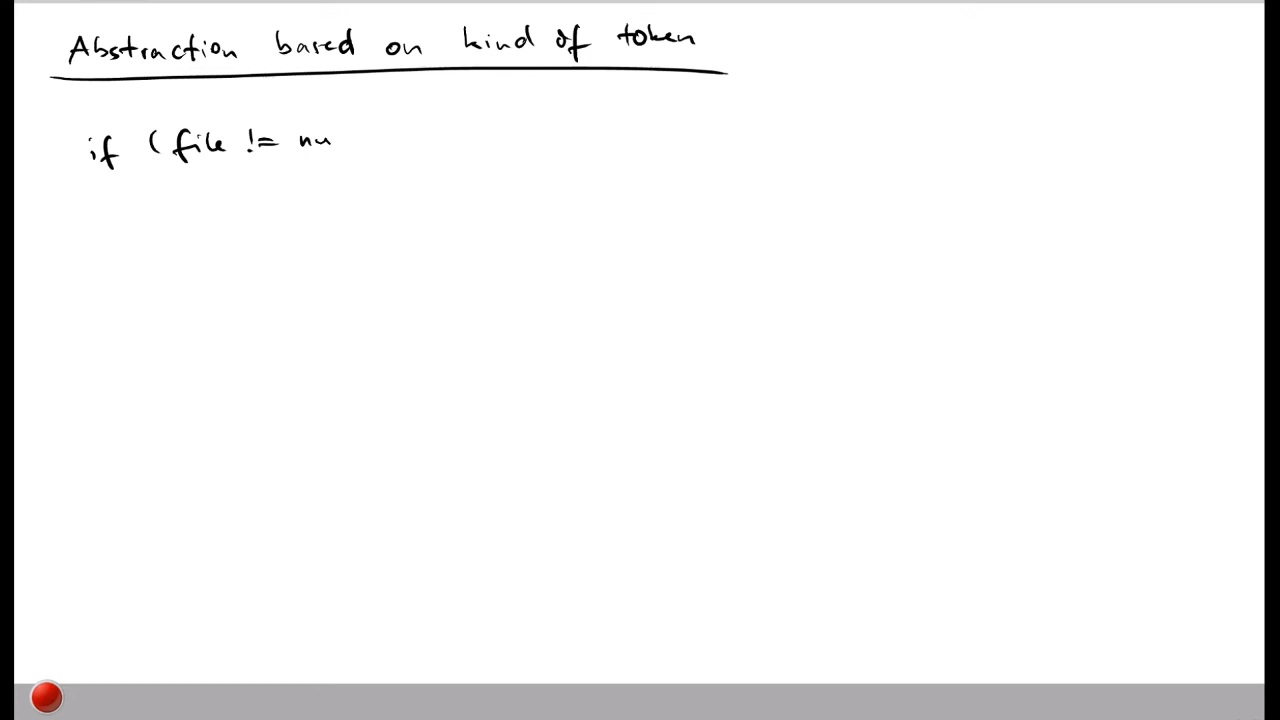 Abstraction based on kind of token
if (file != nu